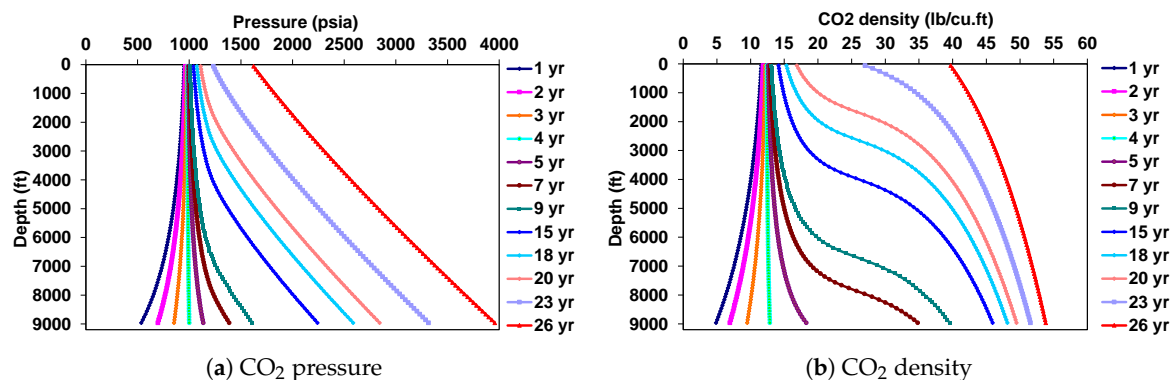 Pressure (psia)
0 500 1000 1500 2000 2500 3000 3500 4000
0
1000
2000
3000
4000
5000
6000
7000
8000
9000
Depth (ft)
1 yr
2 yr
3 yr
4 yr
5 yr
7 yr
9 yr
15 yr
18 yr
20 yr
23 yr
26 yr
(a) CO₂ pressure
CO2 density (lb/cu.ft)
0 5 10 15 20 25 30 35 40 45 50 55 60
0
1000
2000
3000
4000
5000
6000
7000
8000
9000
Depth (ft)
1 yr
2 yr
3 yr
4 yr
5 yr
7 yr
9 yr
15 yr
18 yr
20 yr
23 yr
26 yr
(b) CO₂ density